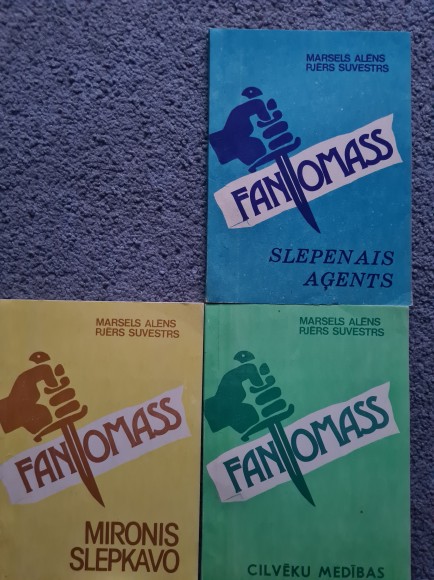 MARSELS ALENS
PJĒRS SUVESTRS
FANTOMASS
SLEPENAIS
AĢENTS
MARSELS ALENS
PJĒRS SUVESTRS
FANTOMASS
MIRONIS
SLEPKAVO
MARSELS ALENS
PJĒRS SUVESTRS
FANTOMASS
CILVĒKU MEDĪBAS